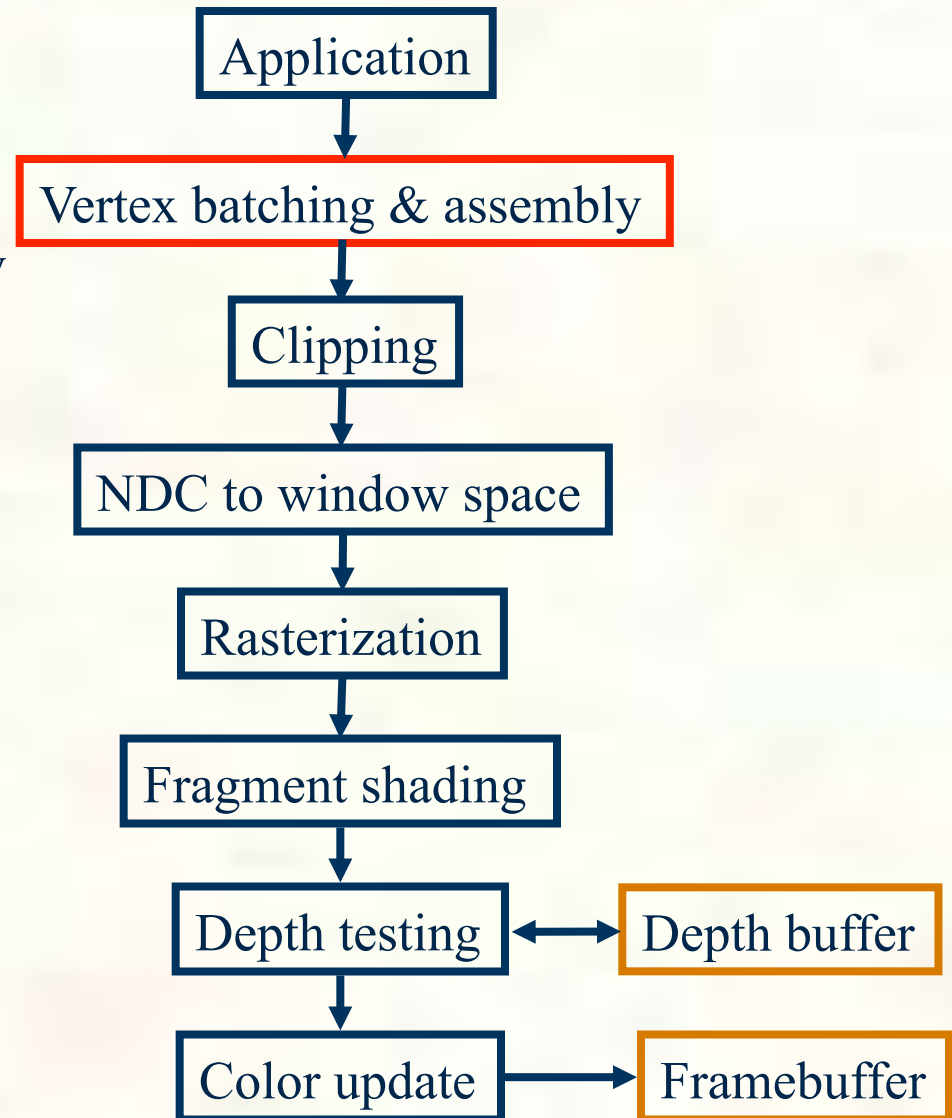 Application
Vertex batching & assembly
Clipping
NDC to window space
Rasterization
Fragment shading
Depth testing
Depth buffer
Color update
Framebuffer